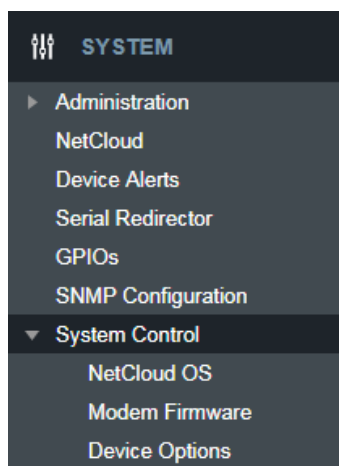 SYSTEM
Administration
NetCloud
Device Alerts
Serial Redirector
GPIOs
SNMP Configuration
System Control
NetCloud OS
Modem Firmware
Device Options